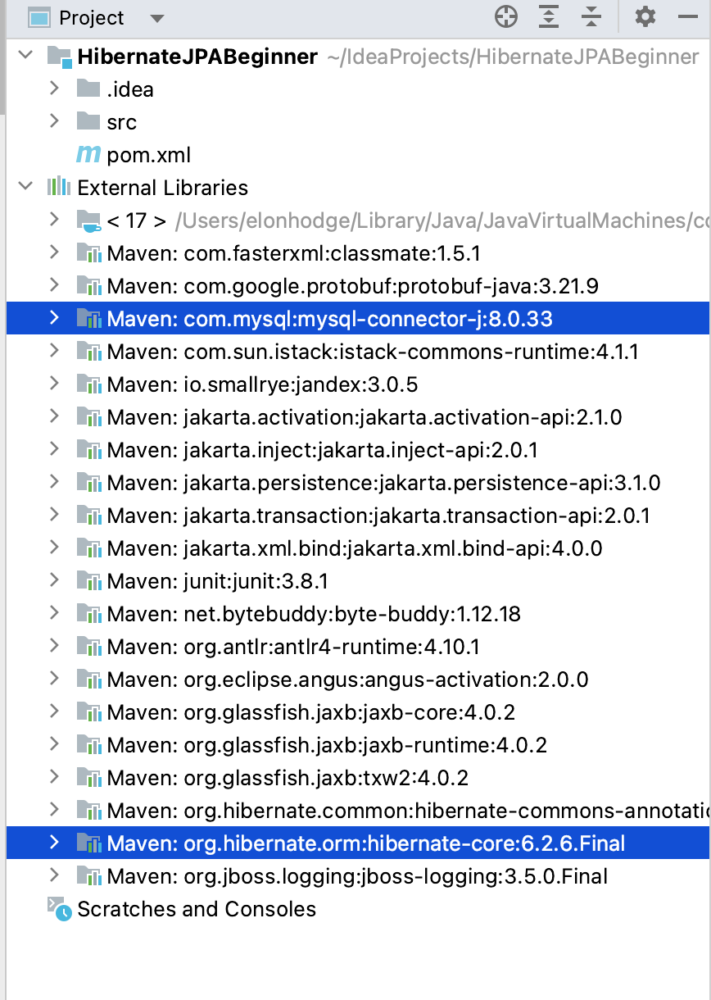 Project
HibernateJPABeginner ~/IdeaProjects/HibernateJPABeginner
.idea
src
m pom.xml
External Libraries
< 17 > /Users/elonhodge/Library/Java/JavaVirtualMachines/co
Maven: com.fasterxml:classmate:1.5.1
Maven: com.google.protobuf:protobuf-java:3.21.9
Maven: com.mysql:mysql-connector-j:8.0.33
Maven: com.sun.istack:istack-commons-runtime:4.1.1
Maven: io.smallrye:jandex:3.0.5
Maven: jakarta.activation:jakarta.activation-api:2.1.0
Maven: jakarta.inject:jakarta.inject-api:2.0.1
Maven: jakarta.persistence:jakarta.persistence-api:3.1.0
Maven: jakarta.transaction:jakarta.transaction-api:2.0.1
Maven: jakarta.xml.bind:jakarta.xml.bind-api:4.0.0
Maven: junit:junit:3.8.1
Maven: net.bytebuddy:byte-buddy:1.12.18
Maven: org.antlr:antlr4-runtime:4.10.1
Maven: org.eclipse.angus:angus-activation:2.0.0
Maven: org.glassfish.jaxb:jaxb-core:4.0.2
Maven: org.glassfish.jaxb:jaxb-runtime:4.0.2
Maven: org.glassfish.jaxb:txw2:4.0.2
Maven: org.hibernate.common:hibernate-commons-annotatio
Maven: org.hibernate.orm:hibernate-core:6.2.6.Final
Maven: org.jboss.logging:jboss-logging:3.5.0.Final
Scratches and Consoles